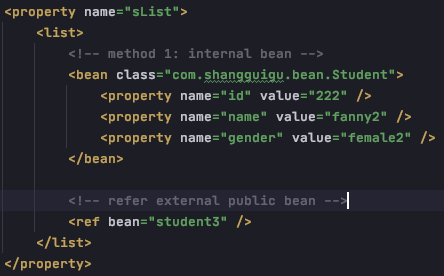 <property name="sList">
<list>
<!-- method 1: internal bean -->
<bean class="com.shangguigu.bean.Student">
<property name="id" value="222" />
<property name="name" value="fanny2" />
<property name="gender" value="female2" />
</bean>
<!-- refer external public bean -->
<ref bean="student3" />
</list>
</property>